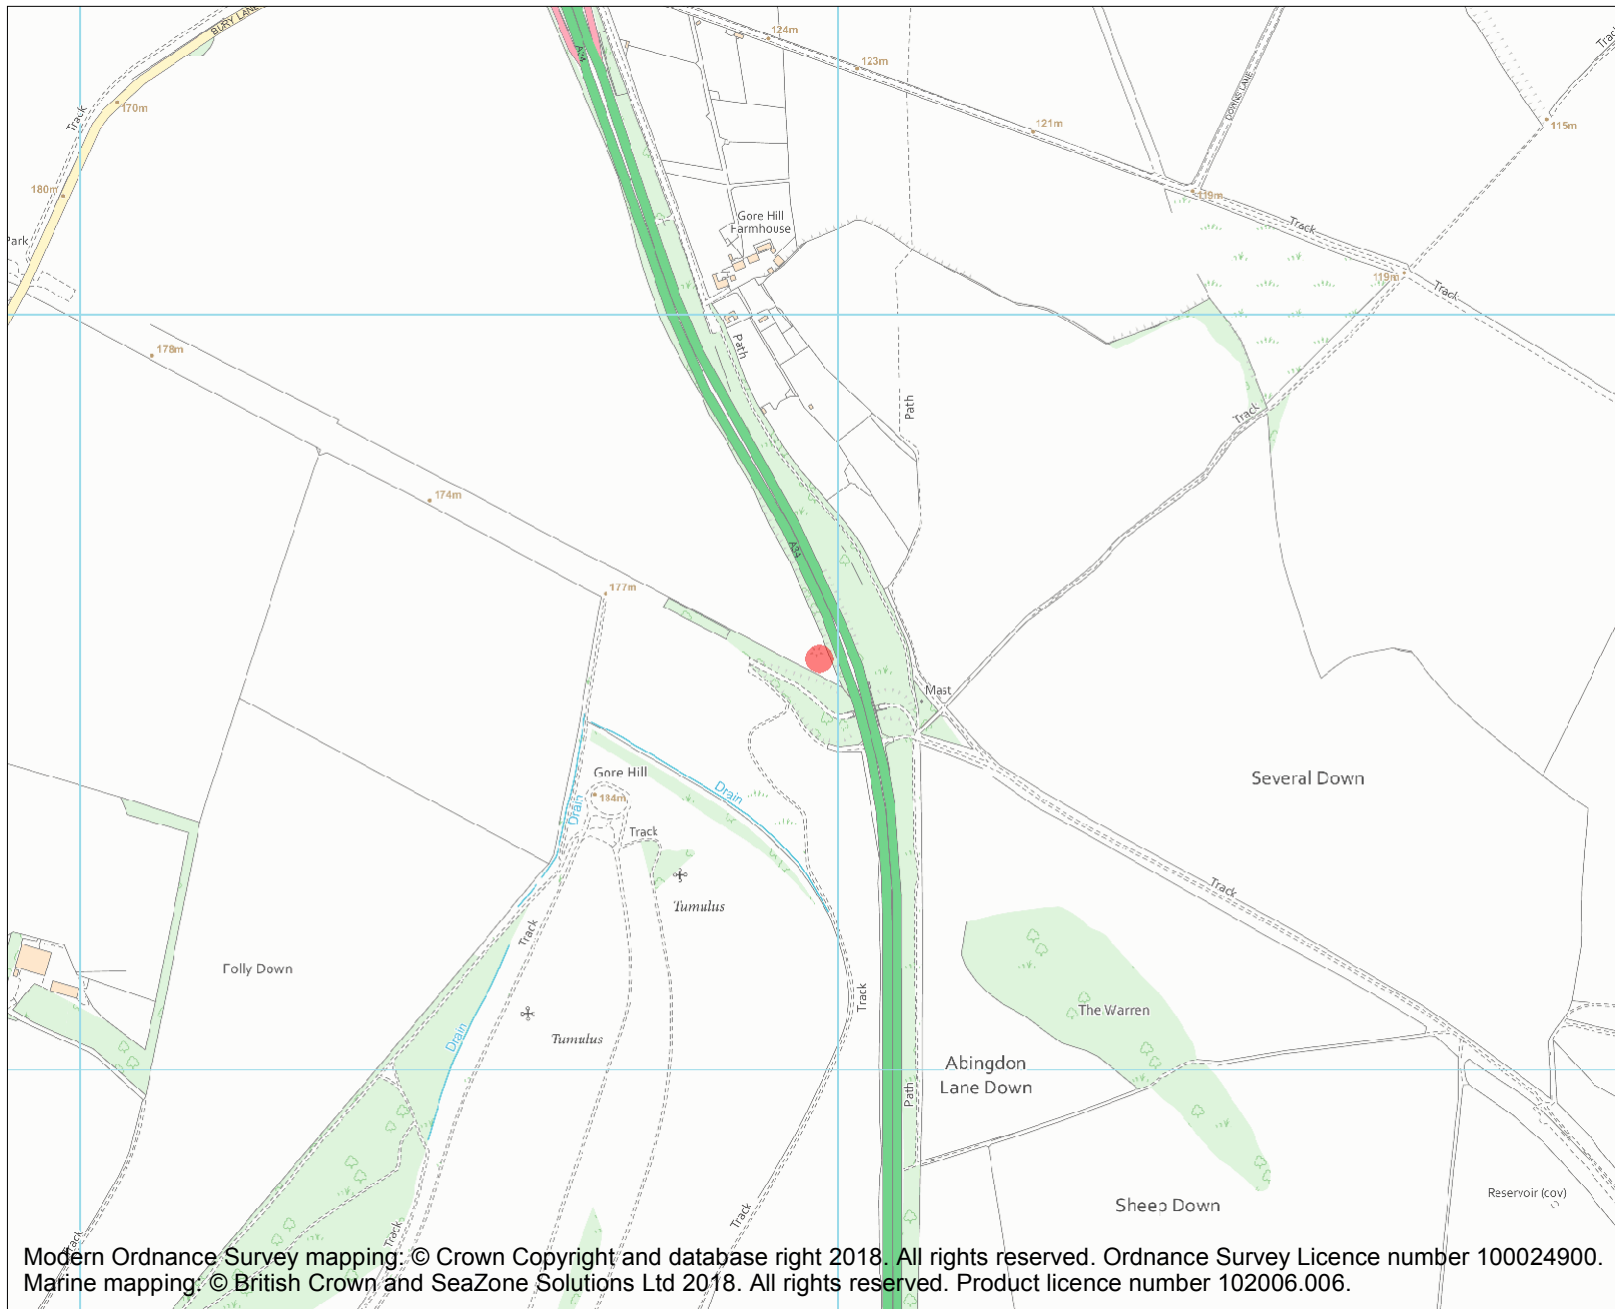 BURY LANE
A34
124m
123m
Track
Track
170m
DOWNS LANE
121m
115m
180m
119m
Park
Gore Hill
Farmhouse
Track
119m
Track
Path
178m
Path
Track
174m
A34
177m
Mast
Gore Hill
184m
Drain
Drain
Several Down
Track
Tumulus
Track
Track
Folly Down
Track
The Warren
Drain
Tumulus
Abingdon
Lane Down
Path
Sheep Down
Reservoir (cov)
Track
Track
Track
Modern Ordnance Survey mapping: © Crown Copyright and database right 2018. All rights reserved. Ordnance Survey Licence number 100024900.
Marine mapping: © British Crown and SeaZone Solutions Ltd 2018. All rights reserved. Product licence number 102006.006.